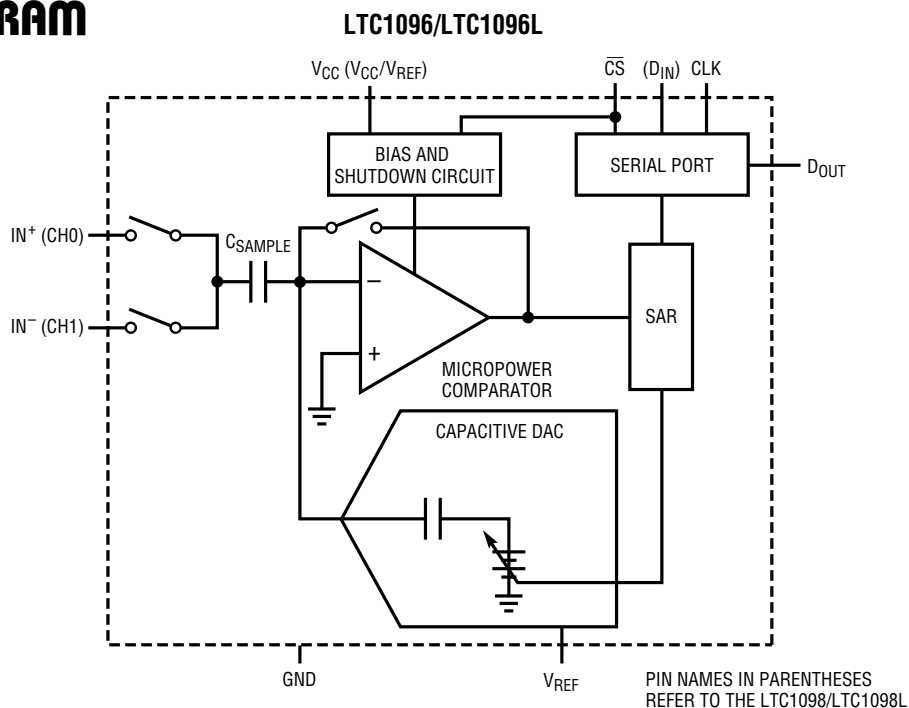 RAM
LTC1096/LTC1096L
VCC (VCC/VREF)
CS (DIN) CLK
BIAS AND
SHUTDOWN CIRCUIT
SERIAL PORT
DOUT
IN+ (CH0)
CSAMPLE
IN– (CH1)
–
+
SAR
MICROPOWER
COMPARATOR
CAPACITIVE DAC
GND
VREF
PIN NAMES IN PARENTHESES
REFER TO THE LTC1098/LTC1098L